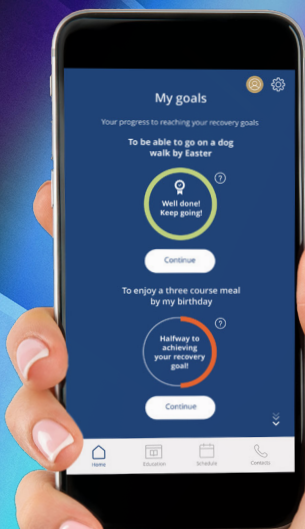 My goals
Your progress to reaching your recovery goals
To be able to go on a dog
walk by Easter
?
Well done!
Keep going!
Continue
To enjoy a three course meal
by my birthday
?
Halfway to
achieving
your recovery
goal!
Continue
Home
Education
Schedule
Contacts